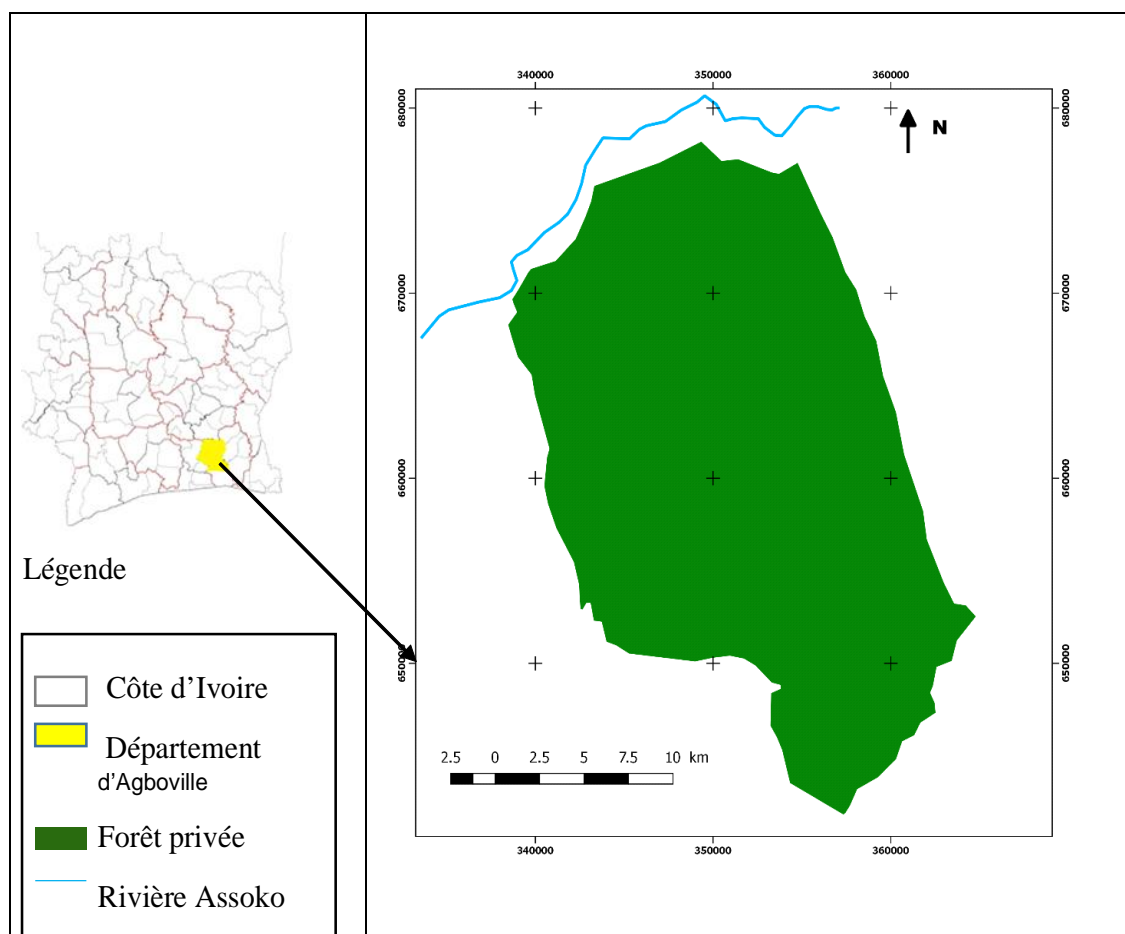 Légende
Côte d'Ivoire
Département
d'Agboville
Forêt privée
Rivière Assoko
340000 350000 360000
680000
670000
660000
650000
N
680000
670000
660000
650000
2.5 0 2.5 5 7.5 10 km
340000 350000 360000